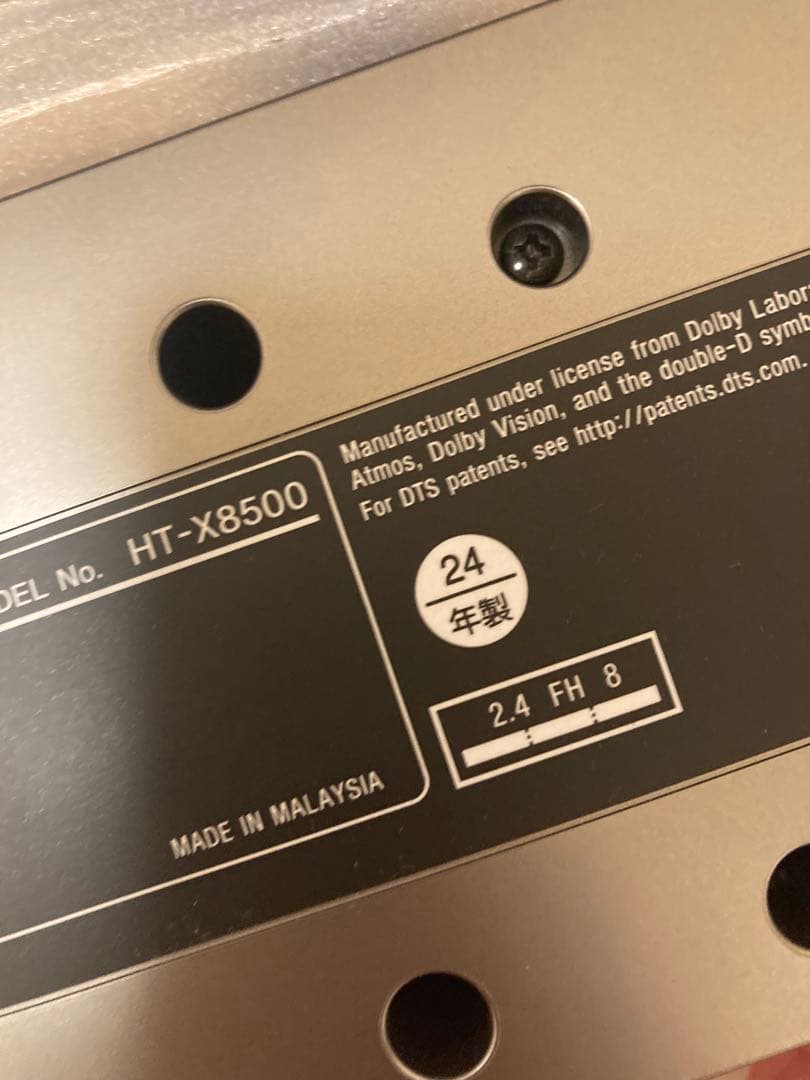 Manufactured under license from Dolby
Atmos, Dolby Vision, and the double-D
For DTS patents, see http://patents.dts.com.
No. HT-X8500
24
年製
2.4 FH 8
MADE IN MALAYSIA